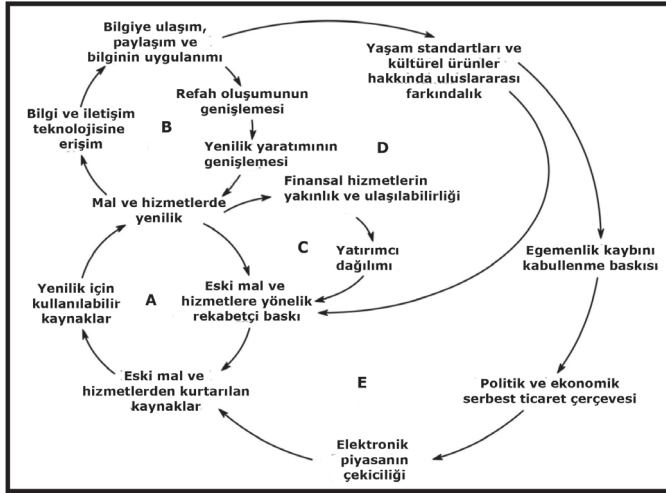 Bilgiye ulaşım,
paylaşım ve
bilginin uygulanımı
Yaşam standartları ve
kültürel ürünler
hakkında uluslararası
farkındalık
Refah oluşumunun
genişlemesi
Bilgi ve iletişim
teknolojisine
erişim
B
Yenilik yaratımının
genişlemesi
D
Finansal hizmetlerin
yakınlık ve ulaşılabilirliği
Mal ve hizmetlerde
yenilik
C
Yatırımcı
dağılımı
Egemenlik kaybını
kabullenme baskısı
Yenilik için
kullanılabilir
kaynaklar
A
Eski mal ve
hizmetlere yönelik
rekabetçi baskı
Eski mal ve
hizmetlerden kurtarılan
kaynaklar
E
Politik ve ekonomik
serbest ticaret çerçevesi
Elektronik
piyasanın
çekiciliği